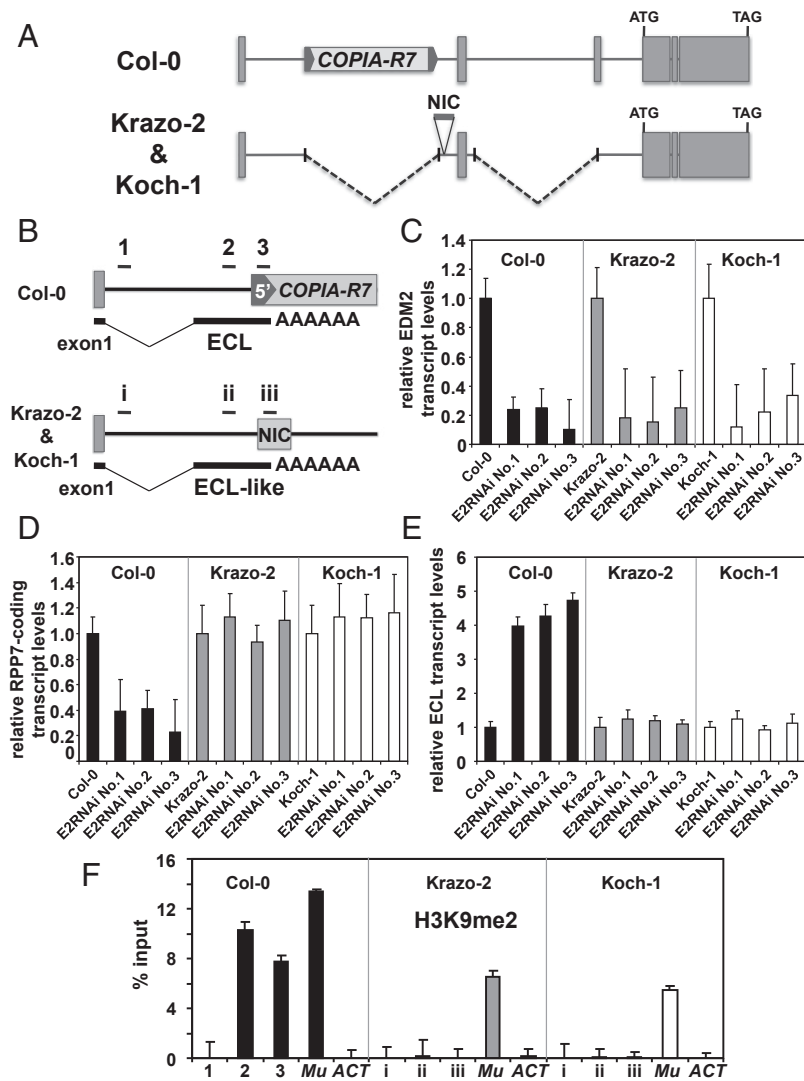 A
Col-0
COPIA-R7
ATG
TAG
Krazo-2
&
Koch-1
NIC
ATG
TAG
B
1
2
3
Col-0
5'
COPIA-R7
exon1
ECL
AAAAAA
i
ii
iii
Krazo-2
&
Koch-1
NIC
exon1
ECL-like
AAAAAA
C
relative EDM2
transcript levels
1.4
1.2
1.0
0.8
0.6
0.4
0.2
0
Col-0
Krazo-2
Koch-1
Col-0
E2RNAi No.1
E2RNAi No.2
E2RNAi No.3
Krazo-2
E2RNAi No.1
E2RNAi No.2
E2RNAi No.3
Koch-1
E2RNAi No.1
E2RNAi No.2
E2RNAi No.3
D
relative RPP7-coding
transcript levels
1.6
1.4
1.2
1.0
0.8
0.6
0.4
0.2
0
Col-0
Krazo-2
Koch-1
Col-0
E2RNAi No.1
E2RNAi No.2
E2RNAi No.3
Krazo-2
E2RNAi No.1
E2RNAi No.2
E2RNAi No.3
Koch-1
E2RNAi No.1
E2RNAi No.2
E2RNAi No.3
E
relative ECL transcript levels
6
5
4
3
2
1
0
Col-0
Krazo-2
Koch-1
Col-0
E2RNAi No.1
E2RNAi No.2
E2RNAi No.3
Krazo-2
E2RNAi No.1
E2RNAi No.2
E2RNAi No.3
Koch-1
E2RNAi No.1
E2RNAi No.2
E2RNAi No.3
F
% input
16
12
8
4
0
Col-0
Krazo-2
Koch-1
H3K9me2
1 2 3 Mu ACT i ii iii Mu ACT i ii iii Mu ACT